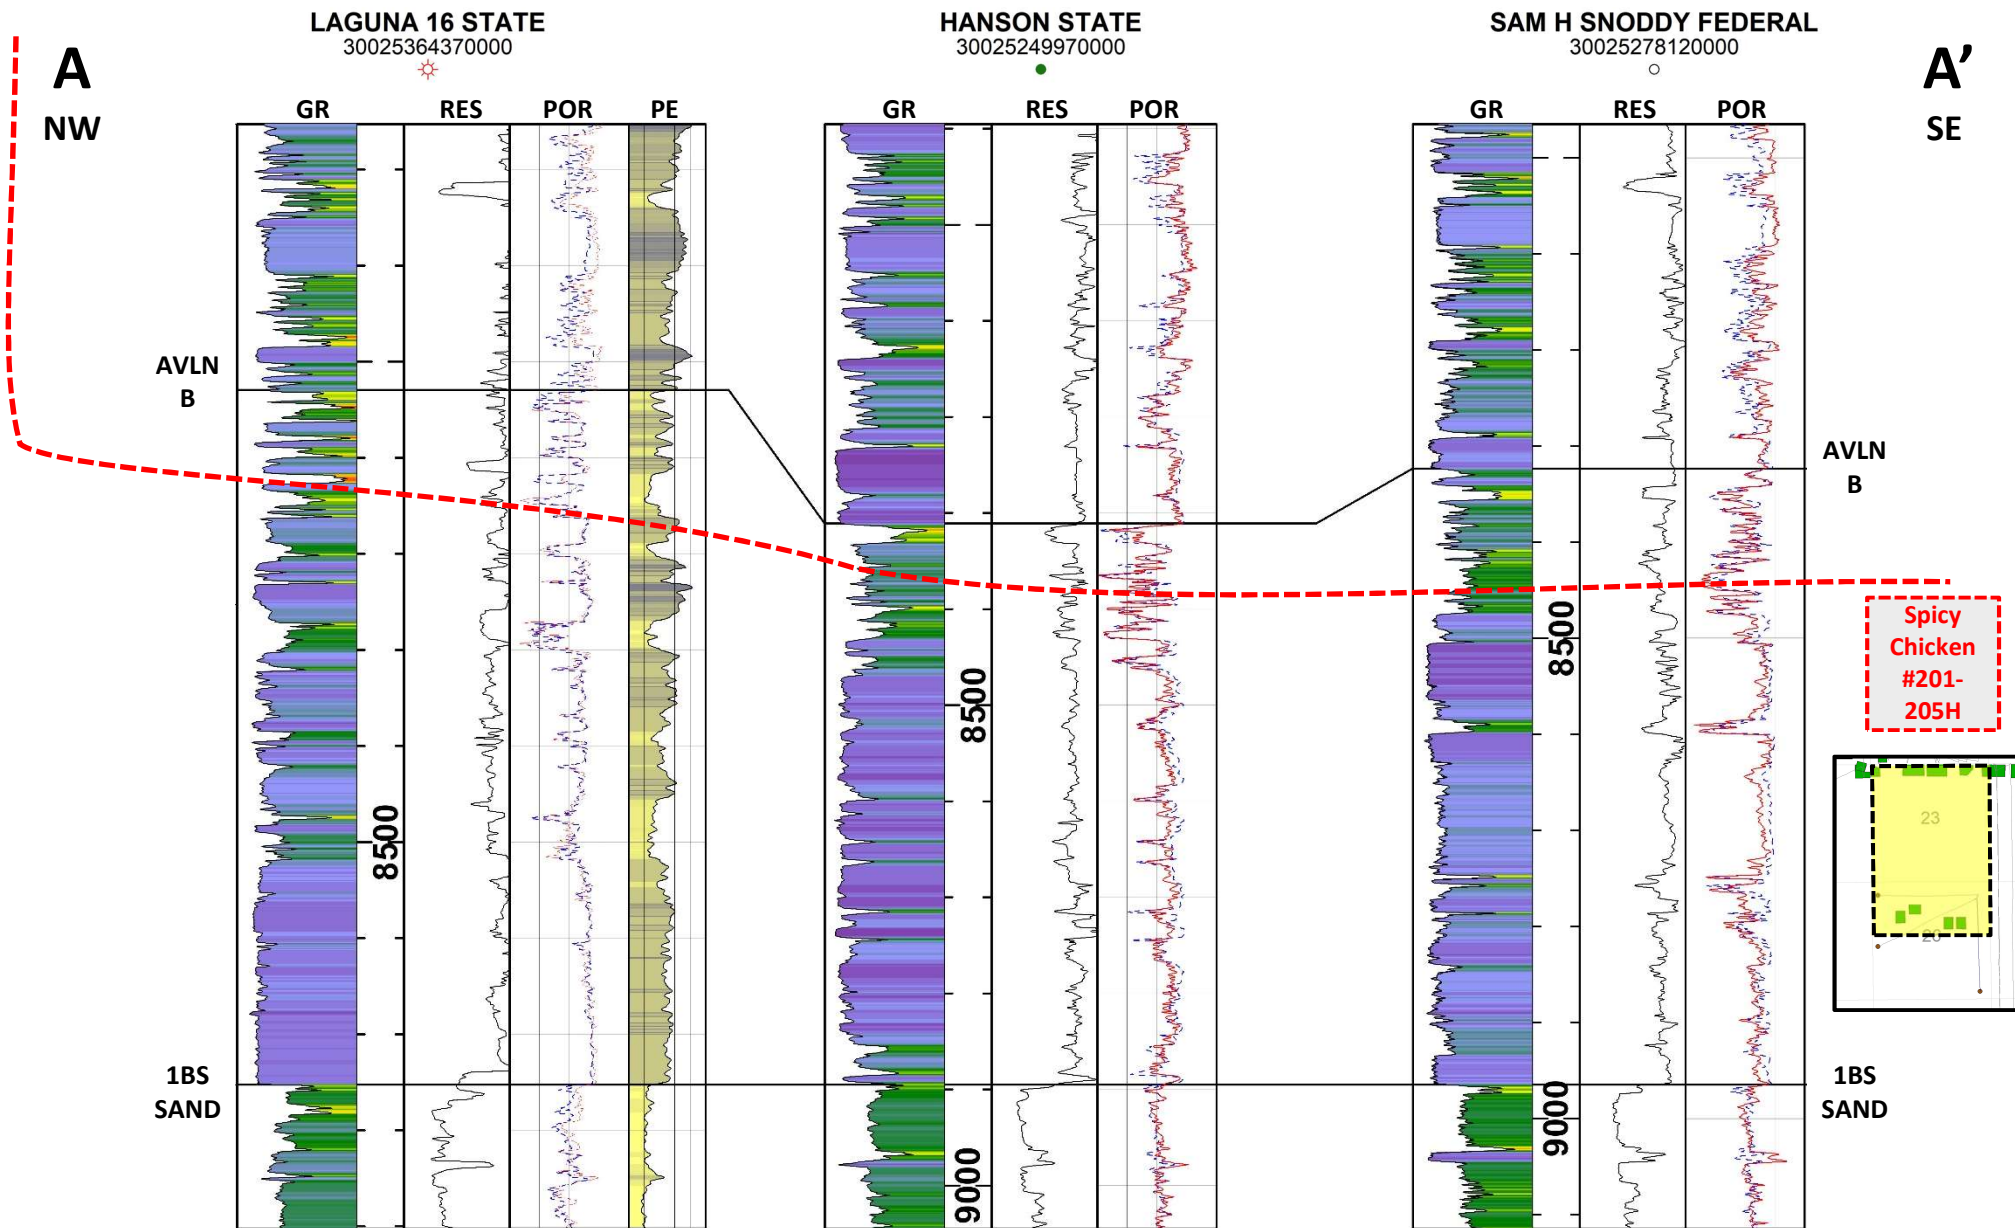 LAGUNA 16 STATE
30025364370000
HANSON STATE
30025249970000
SAM H SNODDY FEDERAL
30025278120000
A
NW
A’
SE
GR RES POR PE
GR RES POR
GR RES POR
AVLN
B
AVLN
B
8500
8500
8500
Spicy
Chicken
#201-
205H
23
26
1BS
SAND
1BS
SAND
9000
9000